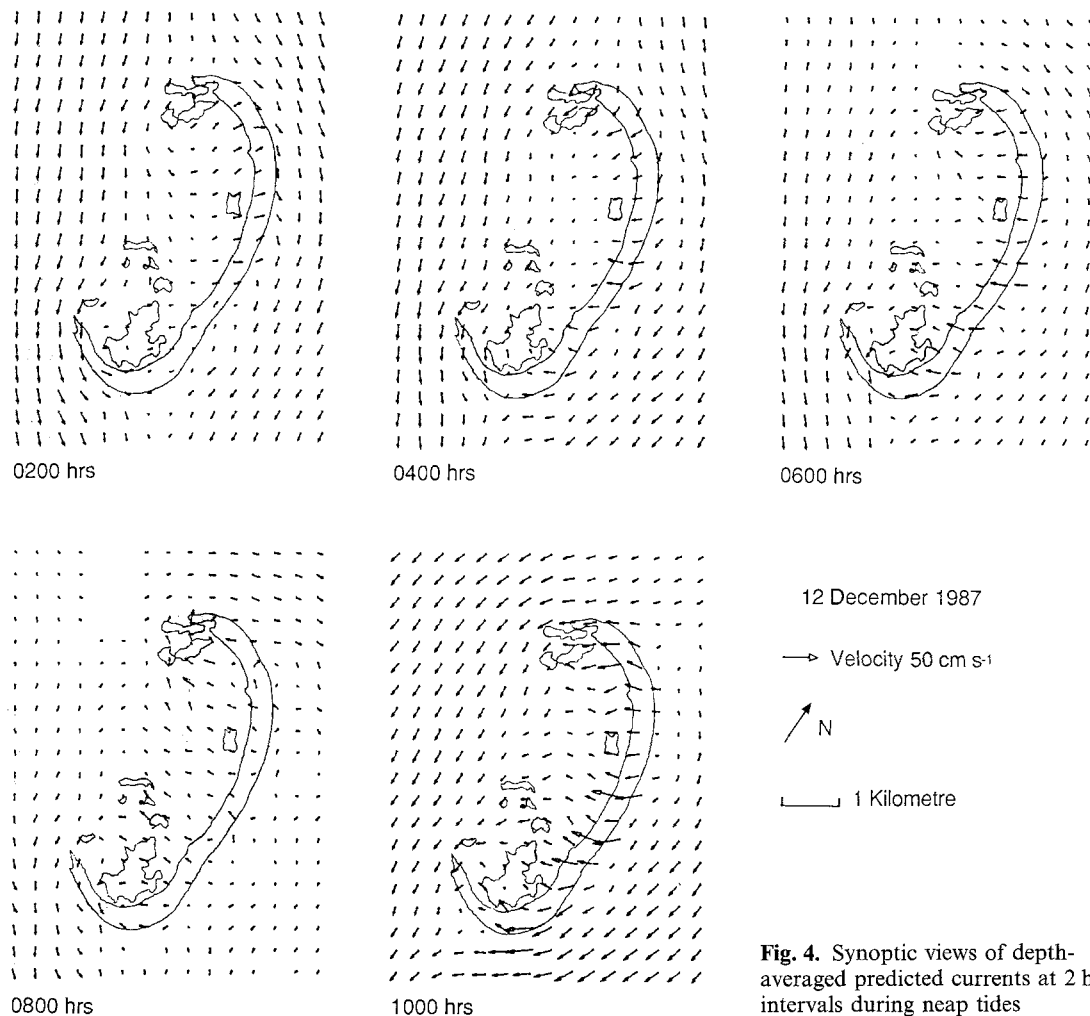 0200 hrs
0400 hrs
0600 hrs
0800 hrs
1000 hrs
12 December 1987
Velocity 50 cm s-1
N
1 Kilometre
Fig. 4. Synoptic views of depth-
averaged predicted currents at 2 h
intervals during neap tides